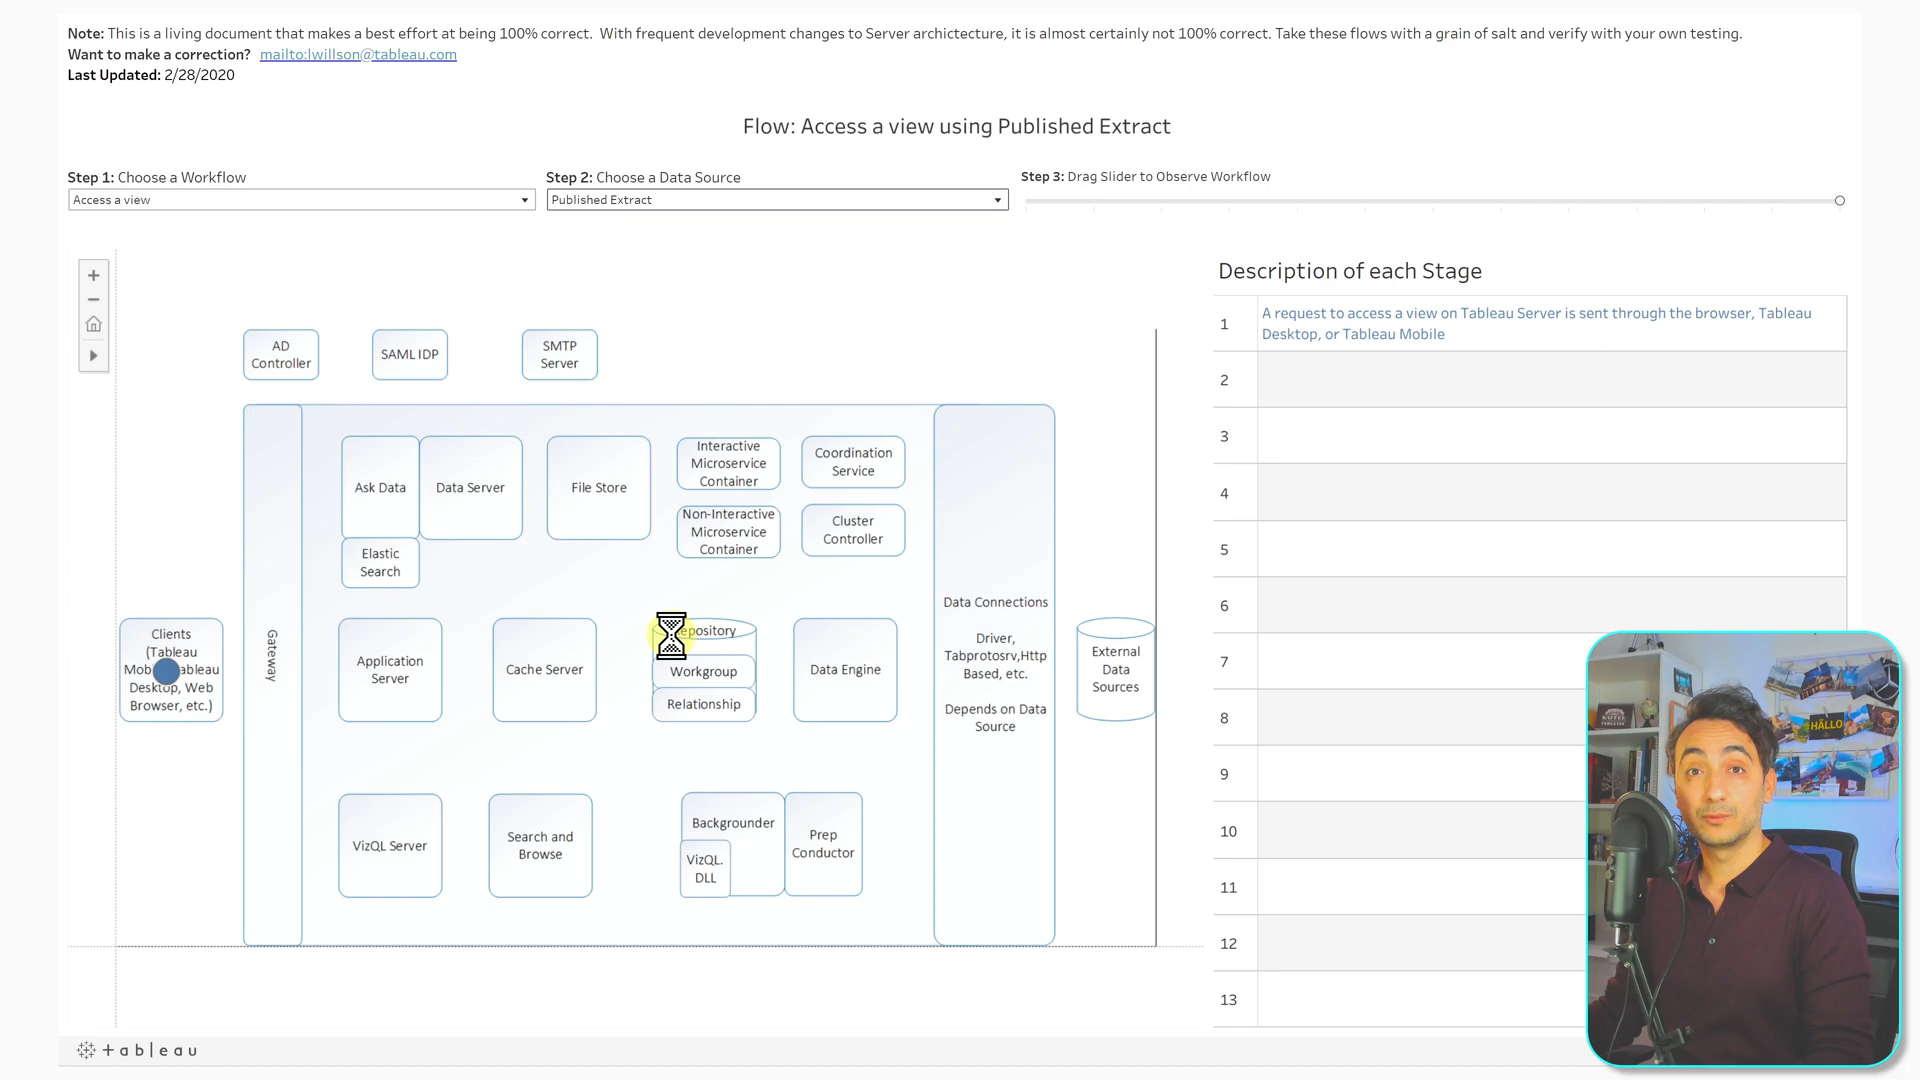 Note: This is a living document that makes a best effort at being 100% correct.  With frequent development changes to Server archictecture, it is almost certainly not 100% correct. Take these flows with a grain of salt and verify with your own testing.
Want to make a correction?  mailto:lwillson@tableau.com
Last Updated: 2/28/2020
Flow: Access a view using Published Extract
Step 1: Choose a Workflow
Access a view
Step 2: Choose a Data Source
Published Extract
Step 3: Drag Slider to Observe Workflow
AD
Controller
SAML IDP
SMTP
Server
Gateway
Ask Data
Data Server
File Store
Interactive
Microservice
Container
Coordination
Service
Elastic
Search
Non-Interactive
Microservice
Container
Cluster
Controller
Clients
(Tableau
Desktop, Web
Browser, etc.)
Application
Server
Cache Server
Workgroup
Relationship
Data Engine
Data Connections
Driver,
Tabprotosrv,Http
Based, etc.
Depends on Data
Source
External
Data
Sources
VizQL Server
Search and
Browse
Backgrounder
VizQL.
DLL
Prep
Conductor
Description of each Stage
1
A request to access a view on Tableau Server is sent through the browser, Tableau
Desktop, or Tableau Mobile
2
3
4
5
6
7
8
9
10
11
12
13
HÄLLO
+ableau